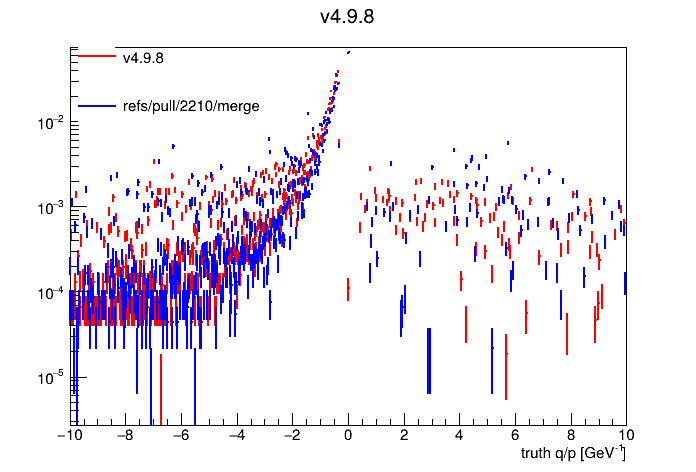 v4.9.8
v4.9.8
refs/pull/2210/merge
10⁻²
10⁻³
10⁻⁴
10⁻⁵
−10 −8 −6 −4 −2 0 2 4 6 8 10
truth q/p [GeV⁻¹]